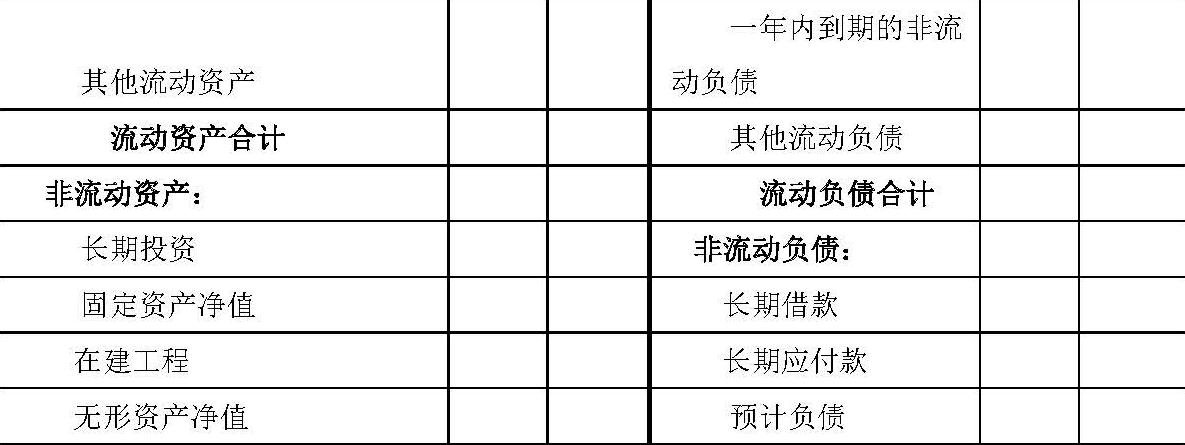 其他流动资产
一年内到期的非流
动负债
流动资产合计
其他流动负债
非流动资产：
流动负债合计
长期投资
非流动负债：
固定资产净值
长期借款
在建工程
长期应付款
无形资产净值
预计负债